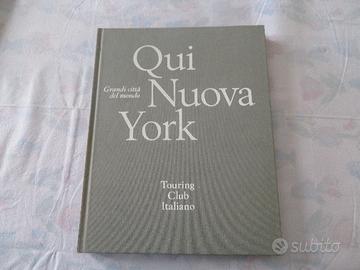 Qui
Grandi città
del mondo
Nuova
York
Touring
Club
Italiano
subito